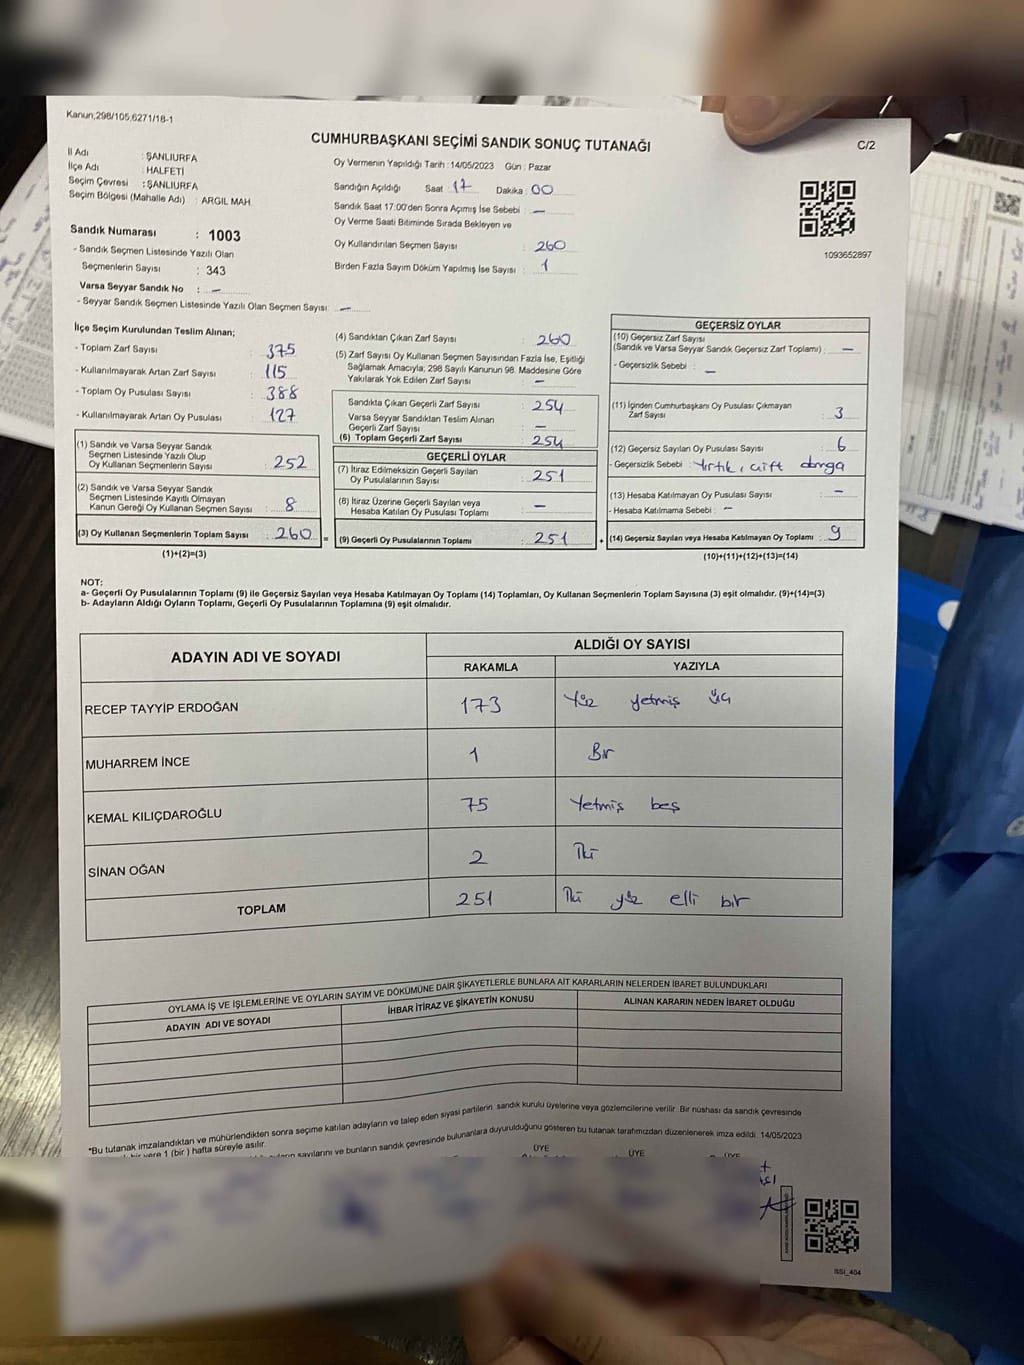 Kanun;298/105,6271/18-1
CUMHURBAŞKANI SEÇİMİ SANDIK SONUÇ TUTANAĞI
C/2
İl Adı : ŞANLIURFA
İlçe Adı : HALFETİ
Seçim Çevresi : ŞANLIURFA
Seçim Bölgesi (Mahalle Adı) : ARGIL MAH.
Oy Vermenin Yapıldığı Tarih : 14/05/2023 Gün : Pazar
Sandığın Açıldığı Saat : 17 Dakika : 00
Sandık Saat 17:00'den Sonra Açımış İse Sebebi : —
Oy Verme Saati Bitiminde Sırada Bekleyen ve
Oy Kullandırılan Seçmen Sayısı : 260
Birden Fazla Sayım Döküm Yapılmış İse Sayısı : 1
1093652897
Sandık Numarası : 1003
- Sandık Seçmen Listesinde Yazılı Olan
Seçmenlerin Sayısı : 343
Varsa Seyyar Sandık No : —
- Seyyar Sandık Seçmen Listesinde Yazılı Olan Seçmen Sayısı: —
İlçe Seçim Kurulundan Teslim Alınan;
- Toplam Zarf Sayısı : 375
- Kullanılmayarak Artan Zarf Sayısı : 115
- Toplam Oy Pusulası Sayısı : 388
- Kullanılmayarak Artan Oy Pusulası : 127
(1) Sandık ve Varsa Seyyar Sandık
Seçmen Listesinde Yazılı Olup
Oy Kullanan Seçmenlerin Sayısı : 252
(2) Sandık ve Varsa Seyyar Sandık
Seçmen Listesinde Kayıtlı Olmayan
Kanun Gereği Oy Kullanan Seçmen Sayısı : 8
(3) Oy Kullanan Seçmenlerin Toplam Sayısı : 260 =
(1)+(2)=(3)
(4) Sandıktan Çıkan Zarf Sayısı : 260
(5) Zarf Sayısı Oy Kullanan Seçmen Sayısından Fazla İse, Eşitliği
Sağlamak Amacıyla; 298 Sayılı Kanunun 98. Maddesine Göre
Yakılarak Yok Edilen Zarf Sayısı : —
Sandıkta Çıkan Geçerli Zarf Sayısı : 254
Varsa Seyyar Sandıktan Teslim Alınan
Geçerli Zarf Sayısı : —
(6) Toplam Geçerli Zarf Sayısı : 254
GEÇERLİ OYLAR
(7) İtiraz Edilmeksizin Geçerli Sayılan
Oy Pusulalarının Sayısı : 251
(8) İtiraz Üzerine Geçerli Sayılan veya
Hesaba Katılan Oy Pusulası Toplamı : —
(9) Geçerli Oy Pusulalarının Toplamı : 251 +
GEÇERSİZ OYLAR
(10) Geçersiz Zarf Sayısı
(Sandık ve Varsa Seyyar Sandık Geçersiz Zarf Toplamı) : —
- Geçersizlik Sebebi : —
(11) İçinden Cumhurbaşkanı Oy Pusulası Çıkmayan
Zarf Sayısı : 3
(12) Geçersiz Sayılan Oy Pusulası Sayısı : 6
- Geçersizlik Sebebi : Yırtık, çift damga
(13) Hesaba Katılmayan Oy Pusulası Sayısı : —
- Hesaba Katılmama Sebebi : —
(14) Geçersiz Sayılan veya Hesaba Katılmayan Oy Toplamı : 9
(10)+(11)+(12)+(13)=(14)
NOT:
a- Geçerli Oy Pusulalarının Toplamı (9) ile Geçersiz Sayılan veya Hesaba Katılmayan Oy Toplamı (14) Toplamları, Oy Kullanan Seçmenlerin Toplam Sayısına (3) eşit olmalıdır. (9)+(14)=(3)
b- Adayların Aldığı Oyların Toplamı, Geçerli Oy Pusulalarının Toplamına (9) eşit olmalıdır.
ADAYIN ADI VE SOYADI ALDIĞI OY SAYISI
RAKAMLA YAZIYLA
RECEP TAYYİP ERDOĞAN 173 Yüz yetmiş üç
MUHARREM İNCE 1 Bir
KEMAL KILIÇDAROĞLU 75 Yetmiş beş
SİNAN OĞAN 2 İki
TOPLAM 251 İki yüz elli bir
OYLAMA İŞ VE İŞLEMLERİNE VE OYLARIN SAYIM VE DÖKÜMÜNE DAİR ŞİKAYETLERLE BUNLARA AİT KARARLARIN NELERDEN İBARET BULUNDUKLARI
ADAYIN ADI VE SOYADI İHBAR İTİRAZ VE ŞİKAYETİN KONUSU ALINAN KARARIN NEDEN İBARET OLDUĞU
*Bu tutanak imzalandıktan ve mühürlendikten sonra seçime katılan adayların ve talep eden siyasi partilerin sandık kurulu üyelerine veya gözlemcilerine verilir. Bir nüshası da sandık çevresinde
bir yere 1 (bir ) hafta süreyle asılır.
sayılarını ve bunların sandık çevresinde bulunanlara duyurulduğunu gösteren bu tutanak tarafımızdan düzenlenerek imza edildi. 14/05/2023
ÜYE ÜYE ÜYE
ISSI_404